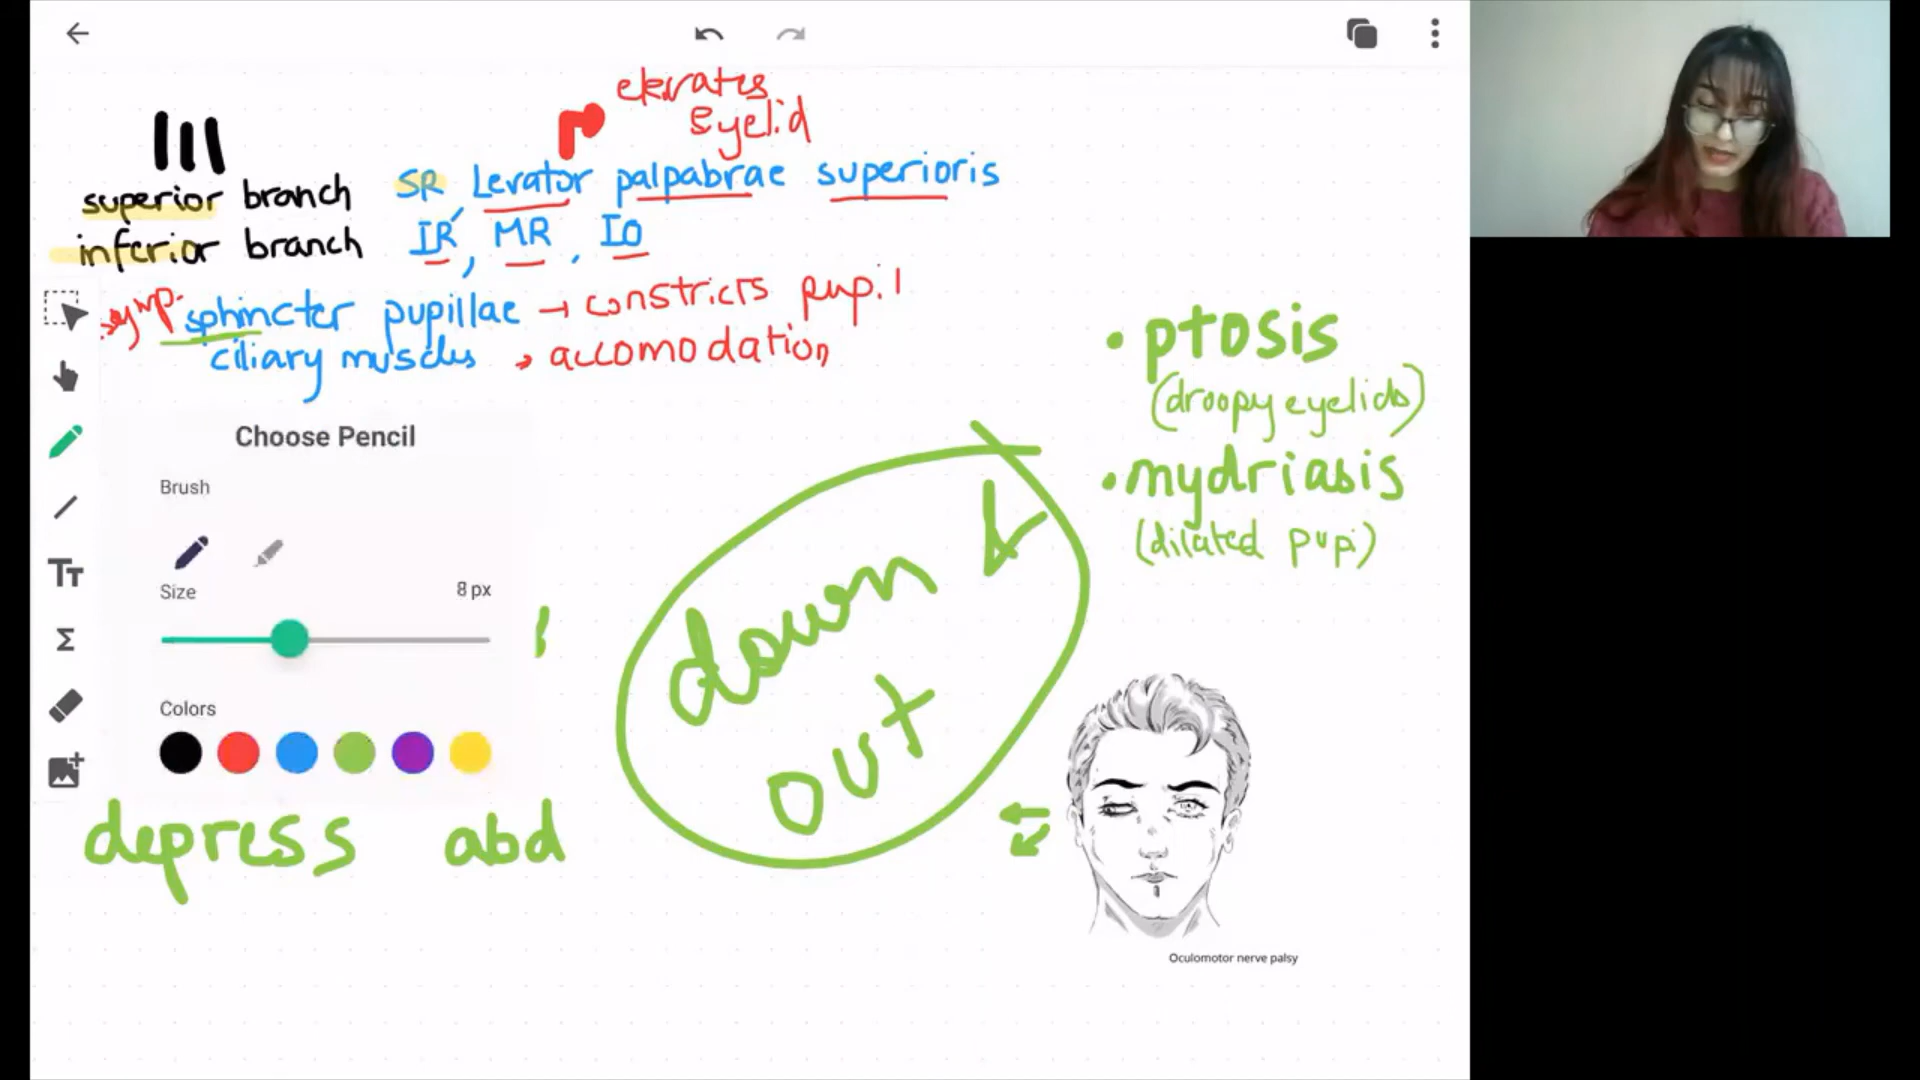 elevates
eyelid
III
superior branch SR, Levator palpabrae superioris
inferior branch IR, MR, IO
symp. sphincter pupillae → constricts pupil
ciliary muscles → accomodation
• ptosis
(droopy eyelids)
• mydriasis
(dilated pupi)
Choose Pencil
Brush
Size 8 px
Colors
down &
out
depress abd
Oculomotor nerve palsy
TT
Σ